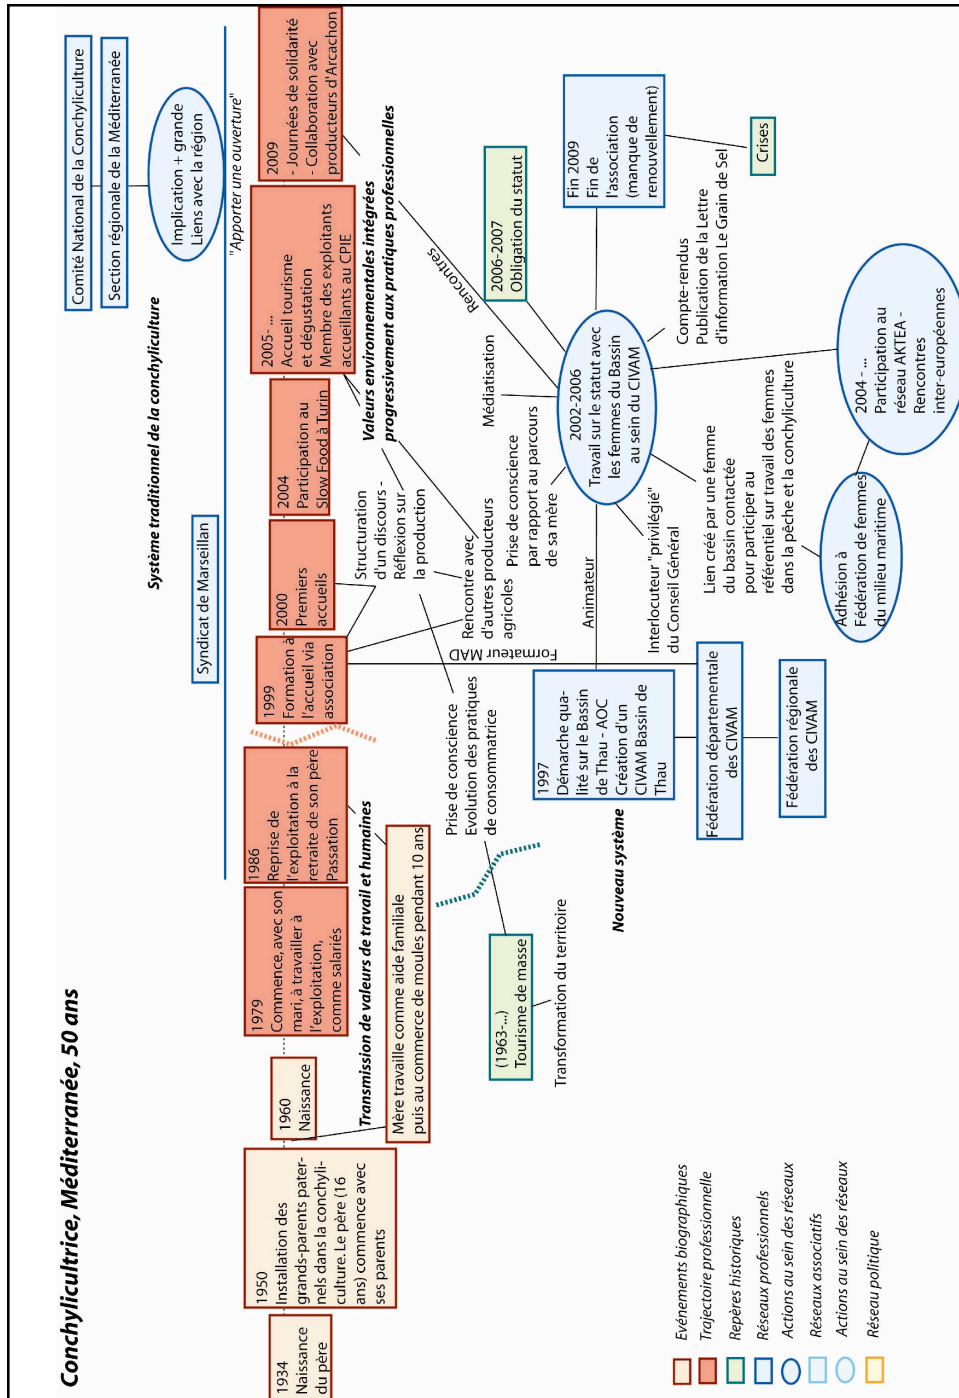 Conchylicultrice, Méditerranée, 50 ans
Comité National de la Conchyliculture
Section régionale de la Méditerranée
Implication + grande
Liens avec la région
Système traditionnel de la conchyliculture
Syndicat de Marseillan
"Apporter une ouverture"
1934
Naissance
du père
1950
Installation des
grands-parents pater-
nels dans la conchyli-
culture. Le père (16
ans) commence avec
ses parents
1960
Naissance
1979
Commence, avec son
mari, à travailler à
l'exploitation,
comme salariés
1986
Reprise de
l'exploitation à la
retraite de son père
Passation
1999
Formation à
l'accueil via
association
2000
Premiers
accueils
2004
Participation au
Slow Food à Turin
2005- ...
Accueil tourisme
et dégustation
Membre des exploitants
accueillants au CPIE
2009
- Journées de solidarité
- Collaboration avec
producteurs d'Arcachon
Transmission de valeurs de travail et humaines
Mère travaille comme aide familiale
puis au commerce de moules pendant 10 ans
Structuration
d'un discours -
Réflexion sur
la production
Valeurs environnementales intégrées
progressivement aux pratiques professionnelles
Rencontre avec
d'autres producteurs
agricoles
Prise de conscience
Evolution des pratiques
de consommatrice
(1963-...)
Tourisme de masse
Transformation du territoire
Formateur MAD
Rencontres
Médiatisation
Prise de conscience
par rapport au parcours
de sa mère
2006-2007
Obligation du statut
Nouveau système
1997
Démarche qua-
lité sur le Bassin
de Thau - AOC
Création d'un
CIVAM Bassin de
Thau
Animateur
2002-2006
Travail sur le statut avec
les femmes du Bassin
au sein du CIVAM
Fin 2009
Fin de
l'association
(manque de
renouvellement)
Crises
Interlocuteur "privilégié"
du Conseil Général
Compte-rendus
Publication de la Lettre
d'information Le Grain de Sel
Fédération départementale
des CIVAM
Fédération régionale
des CIVAM
Lien créé par une femme
du bassin contactée
pour participer au
référentiel sur travail des femmes
dans la pêche et la conchyliculture
Adhésion à
Fédération de femmes
du milieu maritime
2004 - ...
Participation au
réseau AKTEA -
Rencontres
inter-européennes
Evénements biographiques
Trajectoire professionnelle
Repères historiques
Réseaux professionnels
Actions au sein des réseaux
Réseaux associatifs
Actions au sein des réseaux
Réseau politique